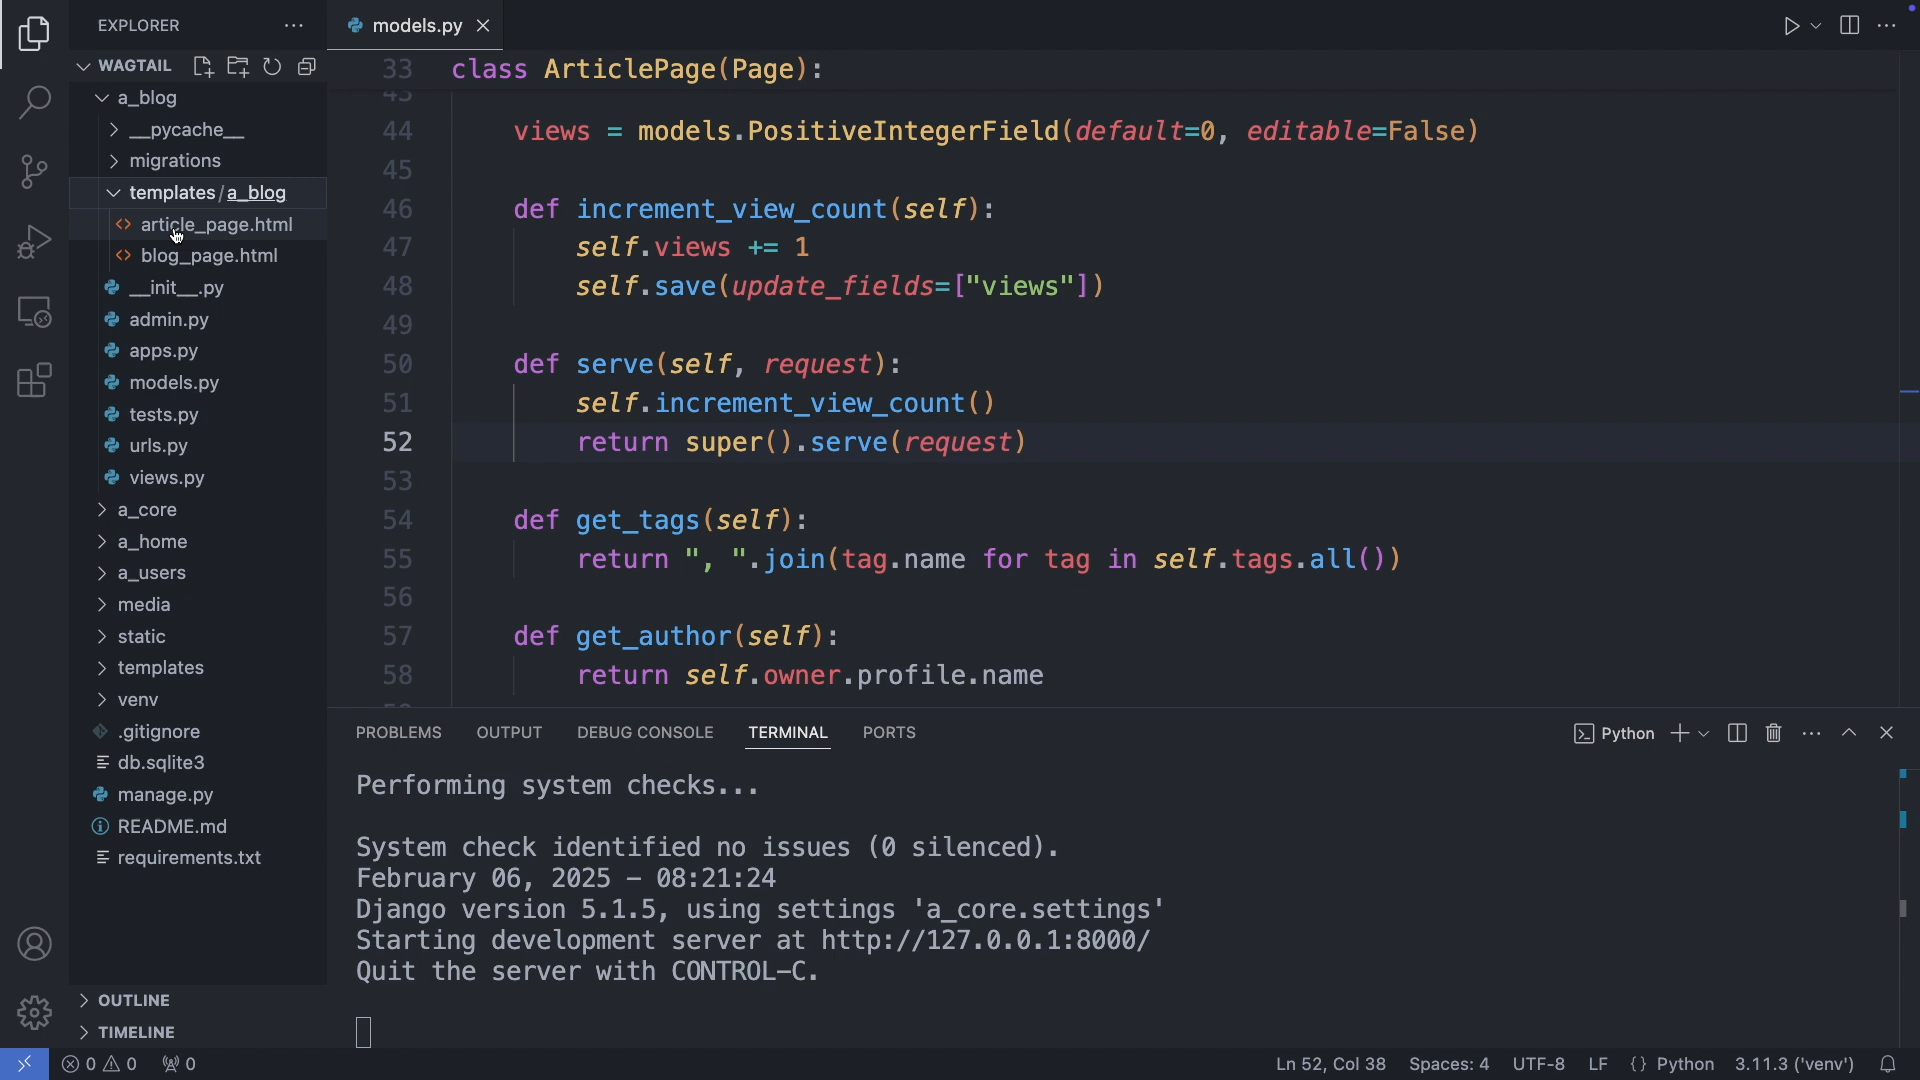 EXPLORER
models.py
WAGTAIL
a_blog
__pycache__
migrations
templates / a_blog
article_page.html
blog_page.html
__init__.py
admin.py
apps.py
models.py
tests.py
urls.py
views.py
a_core
a_home
a_users
media
static
templates
venv
.gitignore
db.sqlite3
manage.py
README.md
requirements.txt
OUTLINE
TIMELINE
33 class ArticlePage(Page):
43
44 views = models.PositiveIntegerField(default=0, editable=False)
45
46 def increment_view_count(self):
47 self.views += 1
48 self.save(update_fields=["views"])
49
50 def serve(self, request):
51 self.increment_view_count()
52 return super().serve(request)
53
54 def get_tags(self):
55 return ", ".join(tag.name for tag in self.tags.all())
56
57 def get_author(self):
58 return self.owner.profile.name
PROBLEMS OUTPUT DEBUG CONSOLE TERMINAL PORTS
Python
Performing system checks...
System check identified no issues (0 silenced).
February 06, 2025 - 08:21:24
Django version 5.1.5, using settings 'a_core.settings'
Starting development server at http://127.0.0.1:8000/
Quit the server with CONTROL-C.
0 0 0 Ln 52, Col 38 Spaces: 4 UTF-8 LF {} Python 3.11.3 ('venv')